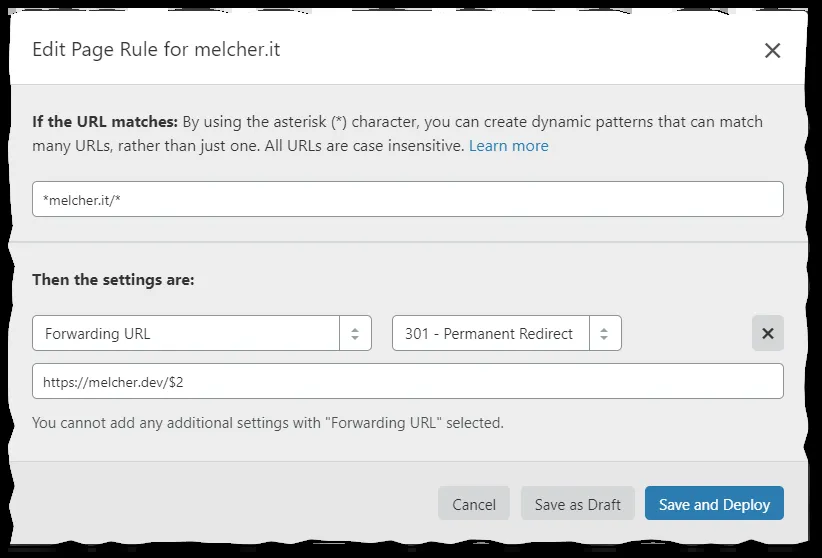 Edit Page Rule for melcher.it
If the URL matches: By using the asterisk (*) character, you can create dynamic patterns that can match
many URLs, rather than just one. All URLs are case insensitive. Learn more
*melcher.it/*
Then the settings are:
Forwarding URL
301 - Permanent Redirect
https://melcher.dev/$2
You cannot add any additional settings with "Forwarding URL" selected.
Cancel
Save as Draft
Save and Deploy